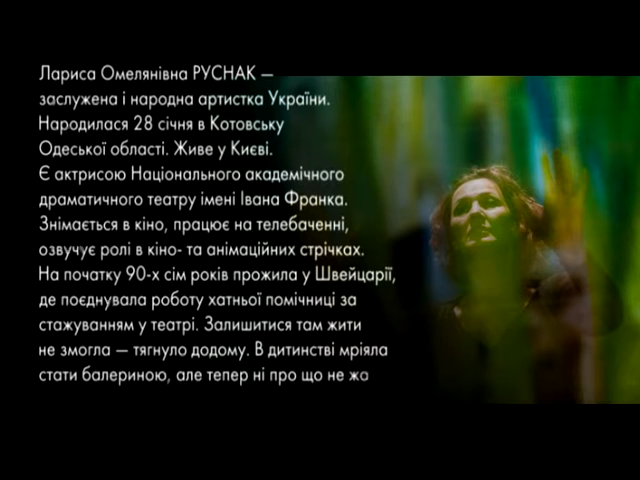 Лариса Омелянівна РУСНАК —
заслужена і народна артистка України.
Народилася 28 січня в Котовську
Одеської області. Живе у Києві.
Є актрисою Національного академічного
драматичного театру імені Івана Франка.
Знімається в кіно, працює на телебаченні,
озвучує ролі в кіно- та анімаційних стрічках.
На початку 90-х сім років прожила у Швейцарії,
де поєднувала роботу хатньої помічниці за
стажуванням у театрі. Залишитися там жити
не змогла — тягнуло додому. В дитинстві мріяла
стати балериною, але тепер ні про що не жа